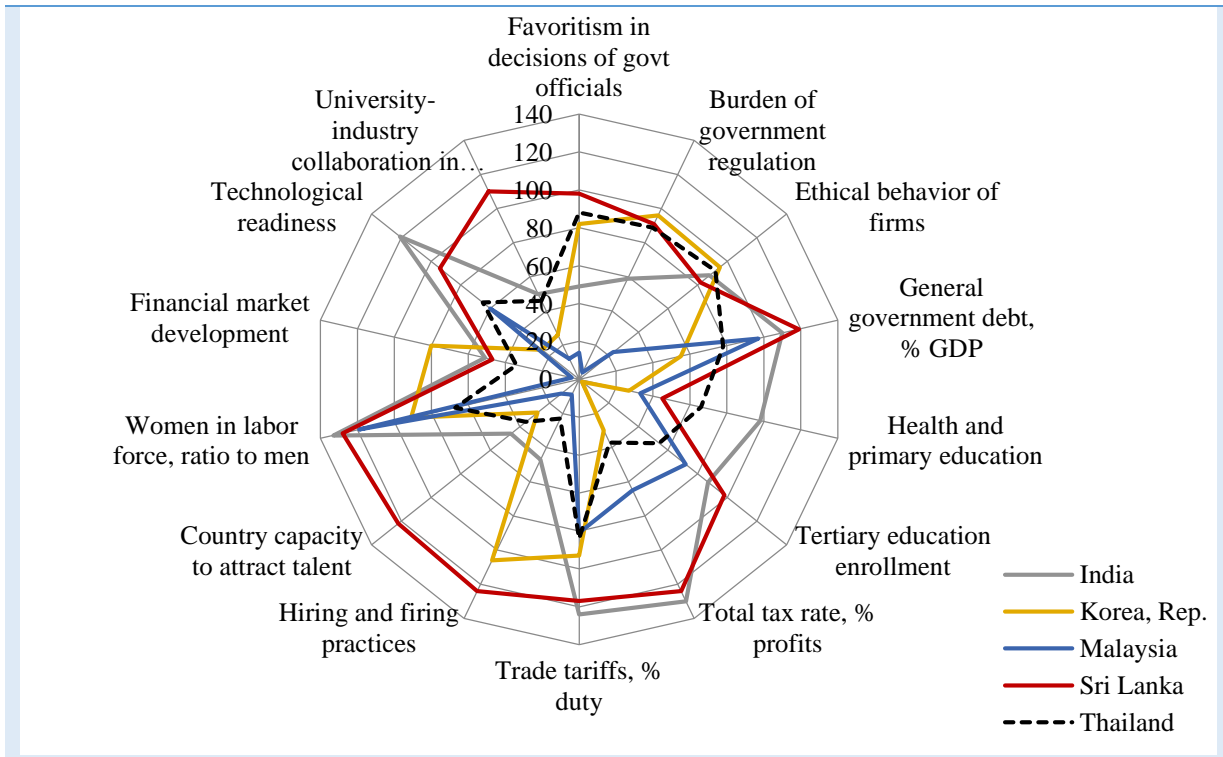 Favoritism in
decisions of govt
officials
Burden of
government
regulation
Ethical behavior of
firms
General
government debt,
% GDP
Health and
primary education
Tertiary education
enrollment
Total tax rate, %
profits
Trade tariffs, %
duty
Hiring and firing
practices
Country capacity
to attract talent
Women in labor
force, ratio to men
Financial market
development
Technological
readiness
University-
industry
collaboration in…
140
120
100
80
60
40
20
0
India
Korea, Rep.
Malaysia
Sri Lanka
Thailand